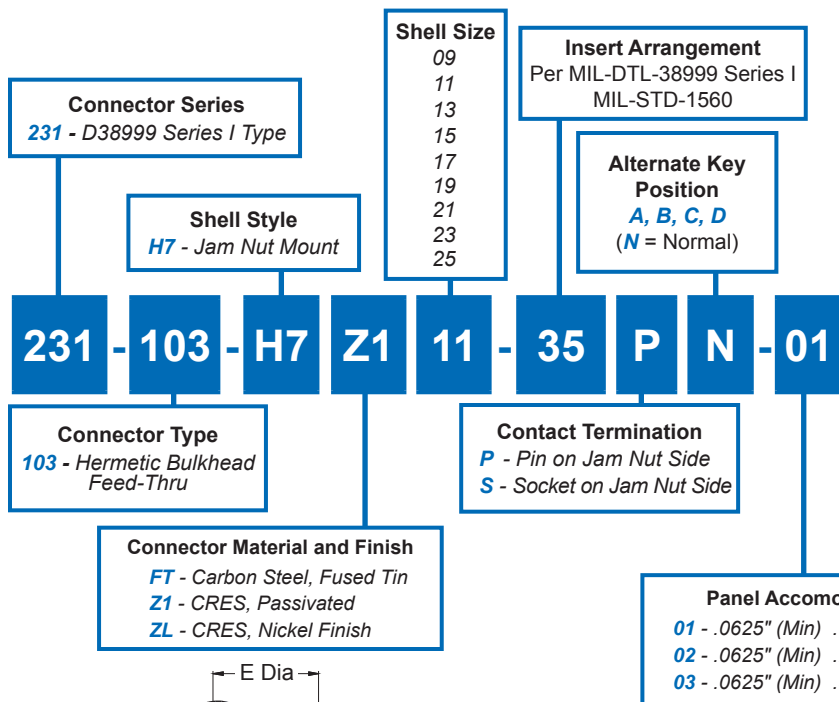 Shell Size
09
11
13
15
17
19
21
23
25
Insert Arrangement
Per MIL-DTL-38999 Series I
MIL-STD-1560
Connector Series
231 - D38999 Series I Type
Alternate Key
Position
A, B, C, D
(N = Normal)
Shell Style
H7 - Jam Nut Mount
231 - 103 - H7 Z1 11 - 35 P N - 01
Connector Type
103 - Hermetic Bulkhead
Feed-Thru
Contact Termination
P - Pin on Jam Nut Side
S - Socket on Jam Nut Side
Connector Material and Finish
FT - Carbon Steel, Fused Tin
Z1 - CRES, Passivated
ZL - CRES, Nickel Finish
Panel Accomo
01 - .0625" (Min) .
02 - .0625" (Min) .
03 - .0625" (Min) .
E Dia